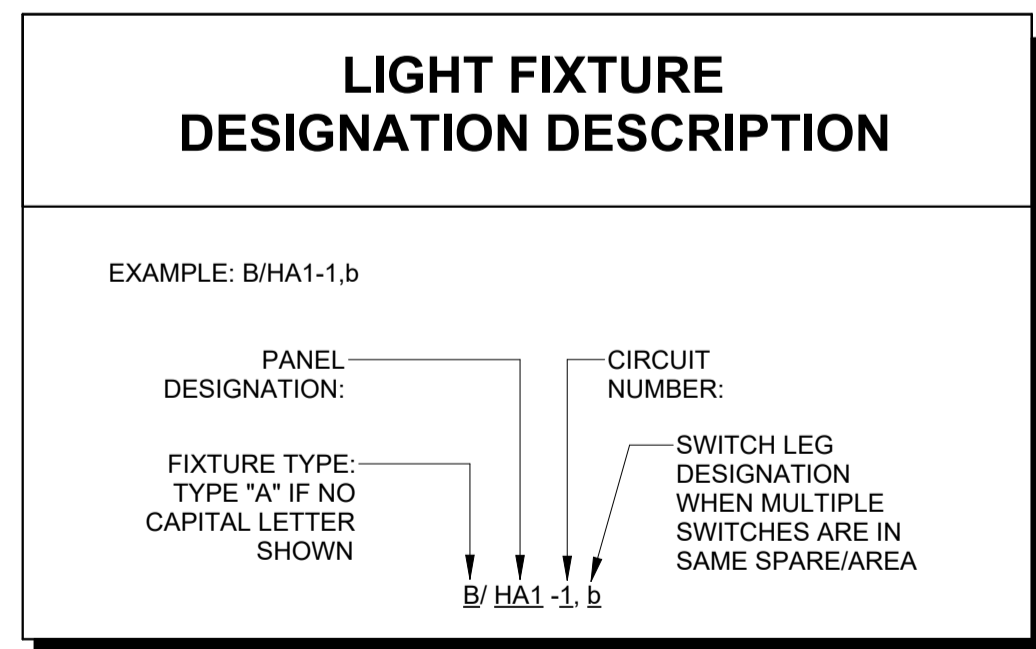 LIGHT FIXTURE
DESIGNATION DESCRIPTION
EXAMPLE: B/HA1-1,b
PANEL
DESIGNATION:
CIRCUIT
NUMBER:
FIXTURE TYPE:
TYPE "A" IF NO
CAPITAL LETTER
SHOWN
SWITCH LEG
DESIGNATION
WHEN MULTIPLE
SWITCHES ARE IN
SAME SPARE/AREA
B/ HA1 -1, b